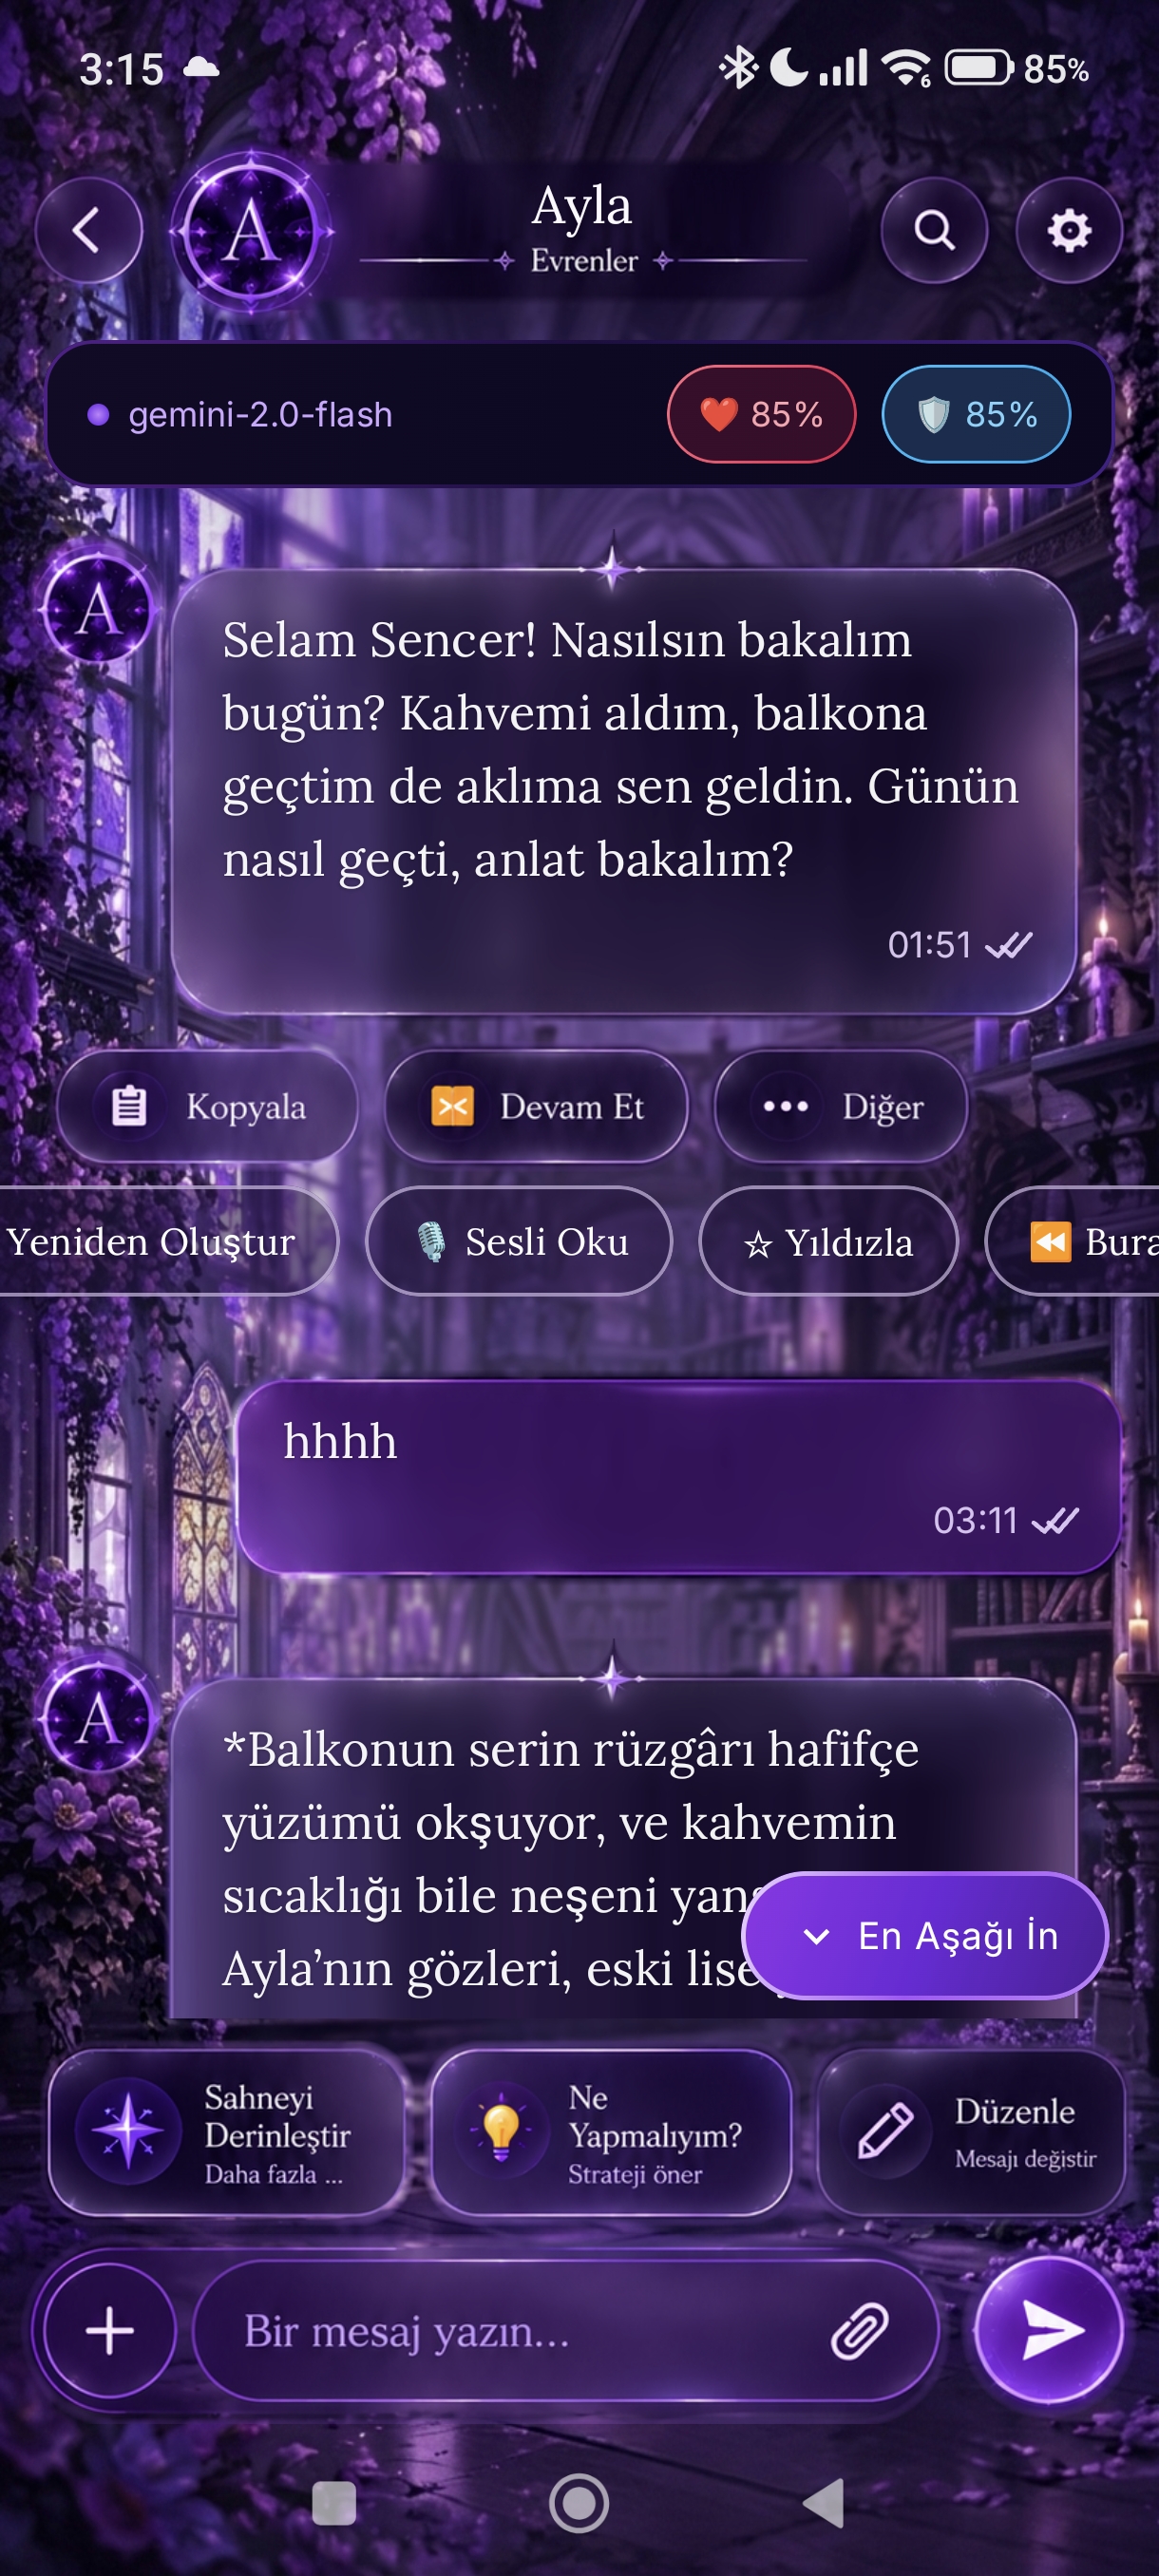 3:15
85%
A
Ayla
Evrenler
gemini-2.0-flash
85%
85%
A
Selam Sencer! Nasılsın bakalım
bugün? Kahvemi aldım, balkona
geçtim de aklıma sen geldin. Günün
nasıl geçti, anlat bakalım?
01:51
Kopyala
Devam Et
Diğer
Yeniden Oluştur
Sesli Oku
Yıldızla
hhhh
03:11
A
*Balkonun serin rüzgârı hafifçe
yüzümü okşuyor, ve kahvemin
sıcaklığı bile neşeni
Ayla’nın gözleri, eski
En Aşağı İn
Sahneyi
Derinleştir
Daha fazla ...
Ne
Yapmalıyım?
Strateji öner
Düzenle
Mesajı değiştir
Bir mesaj yazın...